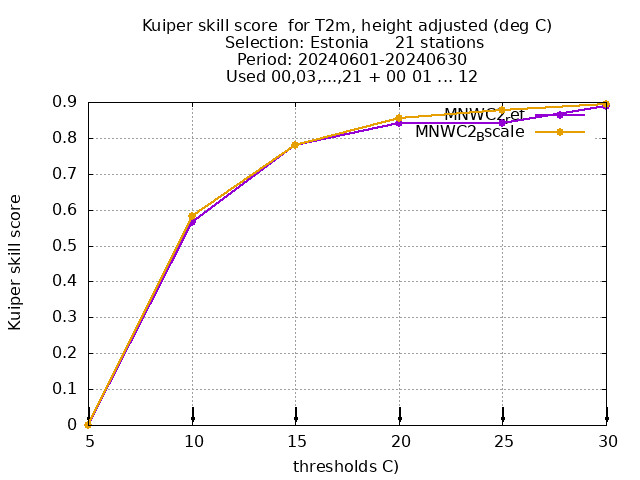 Kuiper skill score  for T2m, height adjusted (deg C)
Selection: Estonia     21 stations
Period: 20240601-20240630
Used 00,03,...,21 + 00 01 ... 12
0.9
0.8
0.7
0.6
0.5
0.4
0.3
0.2
0.1
0
Kuiper skill score
MNWC2ref
MNWC2Bscale
5
10
15
20
25
30
thresholds C)